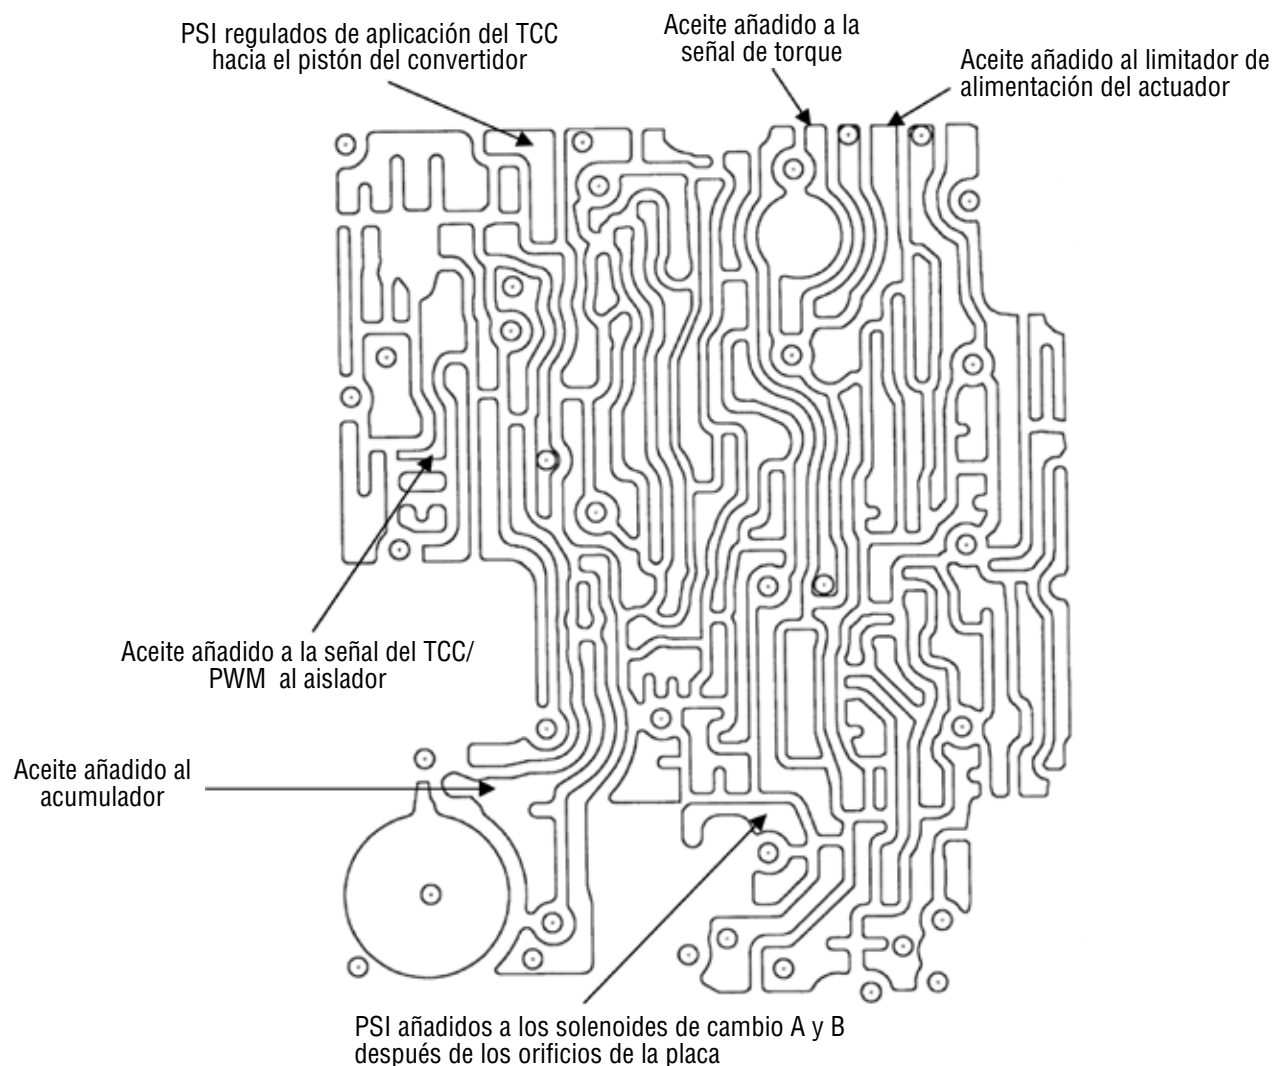 PSI regulados de aplicación del TCC
hacia el pistón del convertidor
Aceite añadido a la
señal de torque
Aceite añadido al limitador de
alimentación del actuador
Aceite añadido a la señal del TCC/
PWM al aislador
Aceite añadido al
acumulador
PSI añadidos a los solenoides de cambio A y B
después de los orificios de la placa